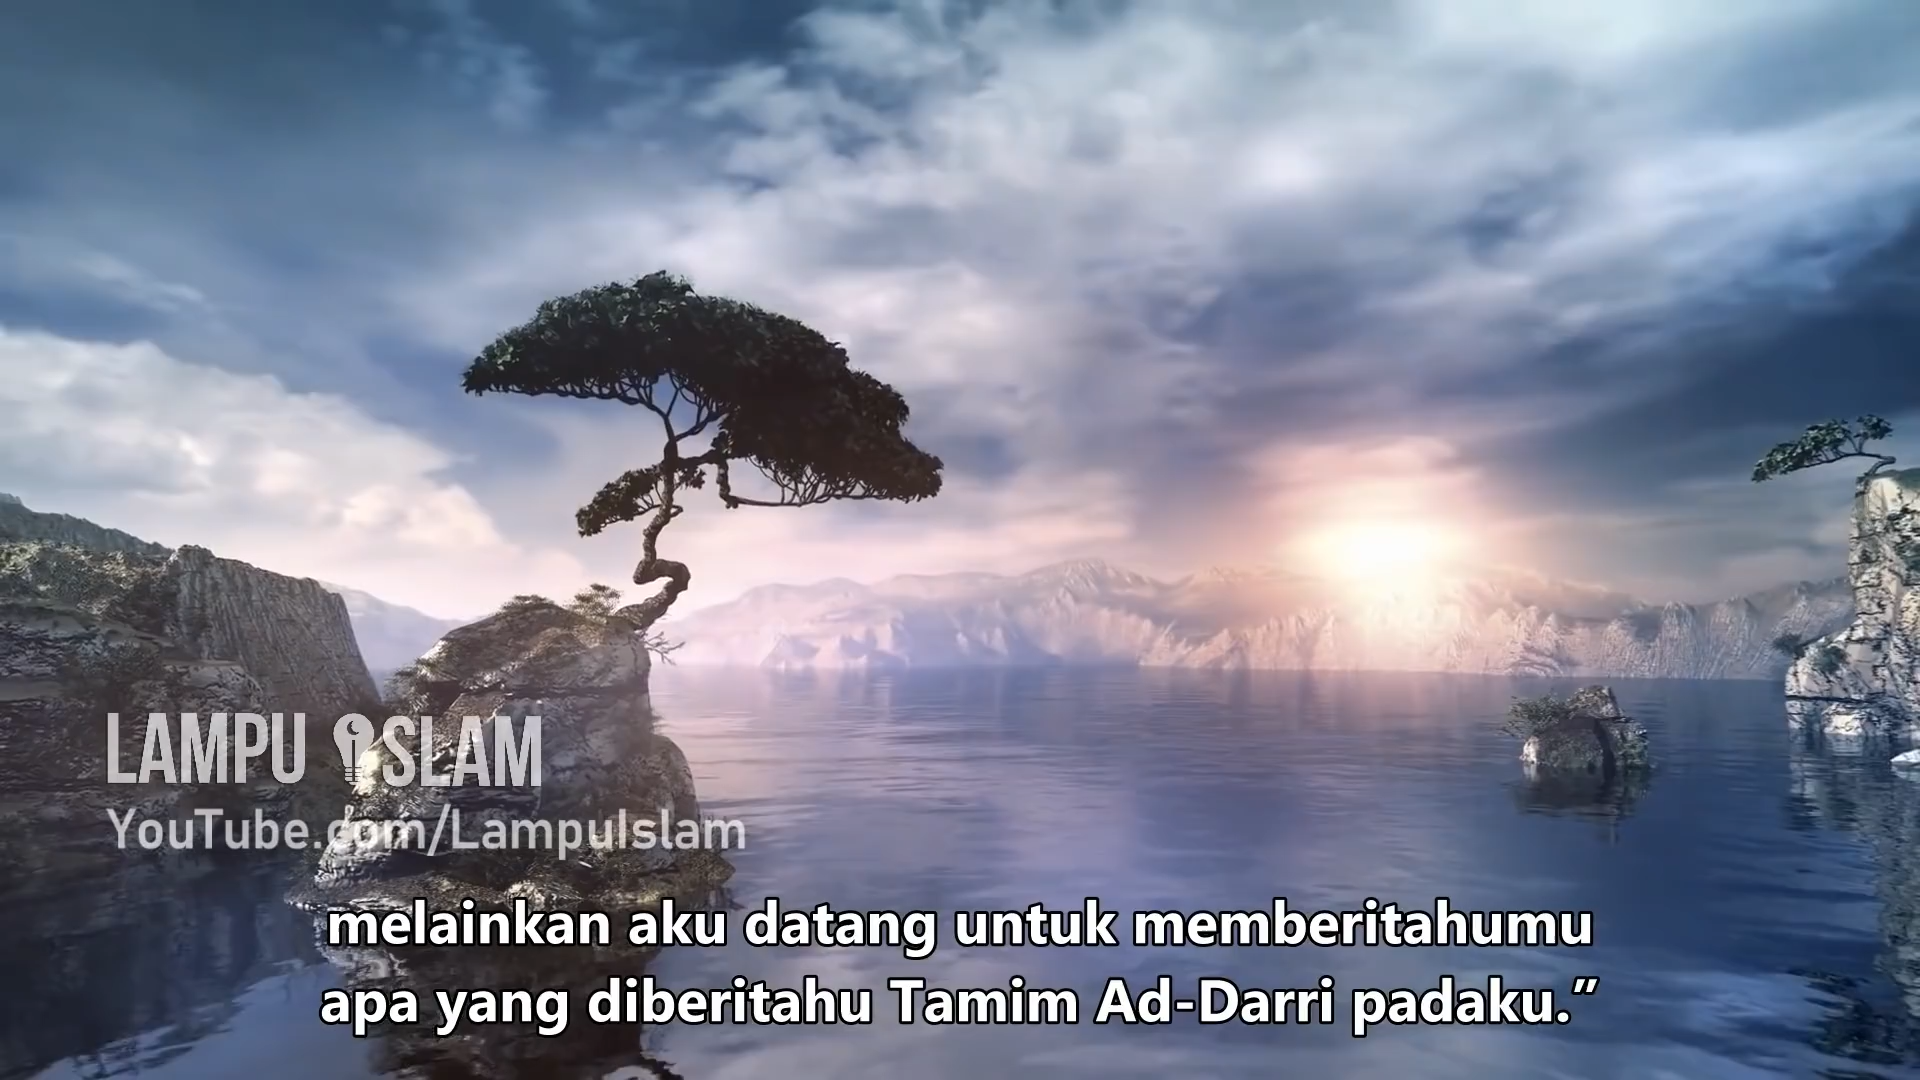 LAMPU ISLAM
YouTube.com/LampuIslam
melainkan aku datang untuk memberitahumu
apa yang diberitahu Tamim Ad-Darri padaku.”